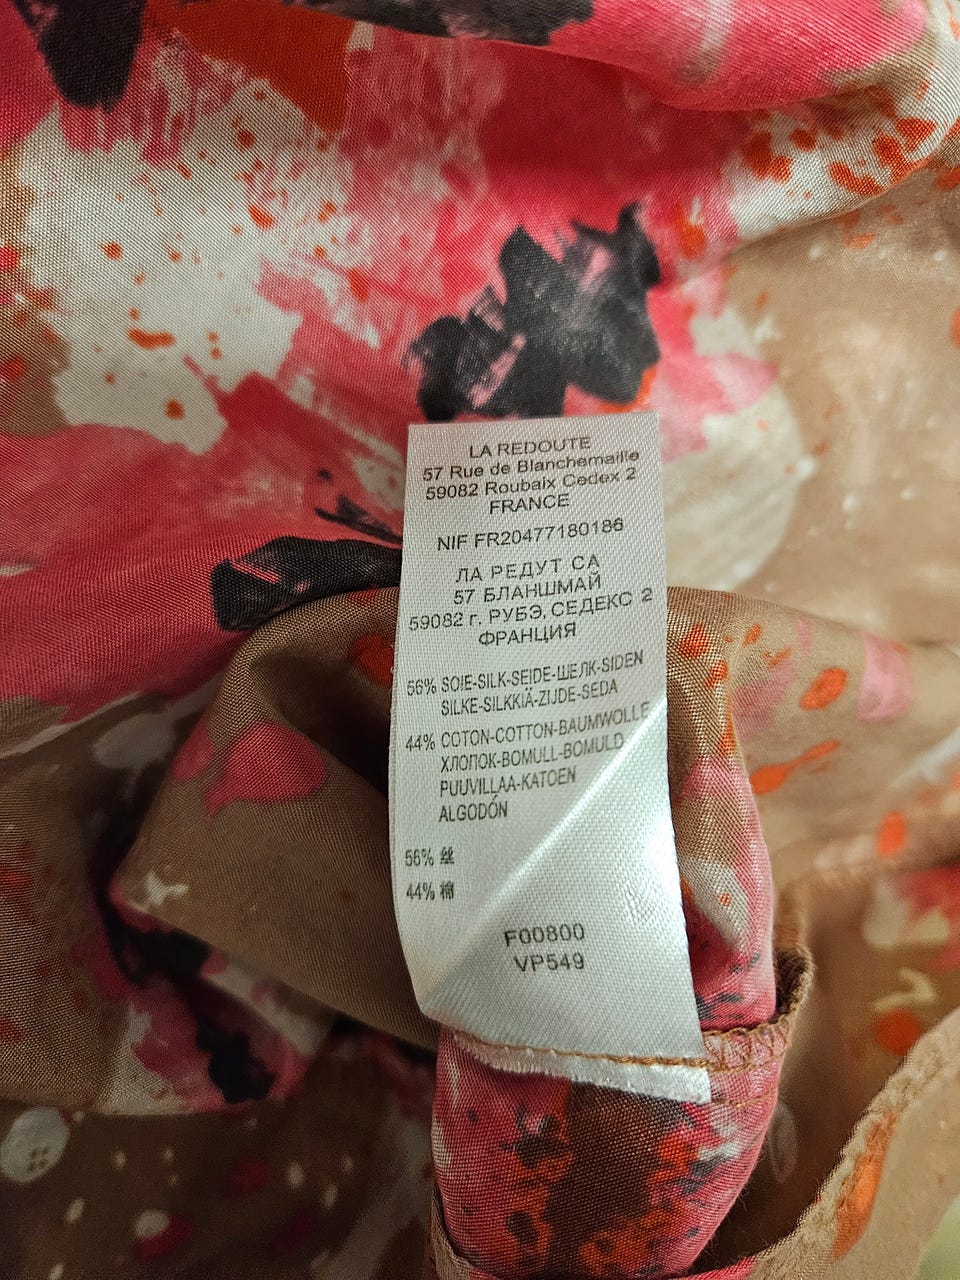 LA REDOUTE
57 Rue de Blanchemaille
59082 Roubaix Cedex 2
FRANCE
NIF FR20477180186
ЛА РЕДУТ СА
57 БЛАНШМАЙ
59082 г. РУБЭ, СЕДЕКС 2
ФРАНЦИЯ
56% SOIE-SILK-SEIDE-ШЕЛК-SIDEN
SILKE-SILKKIÄ-ZIJDE-SEDA
44% COTON-COTTON-BAUMWOLLE
ХЛОПОК-BOMULL-BOMULD
PUUVILLAA-KATOEN
ALGODÓN
56% 丝
44% 棉
F00800
VP549